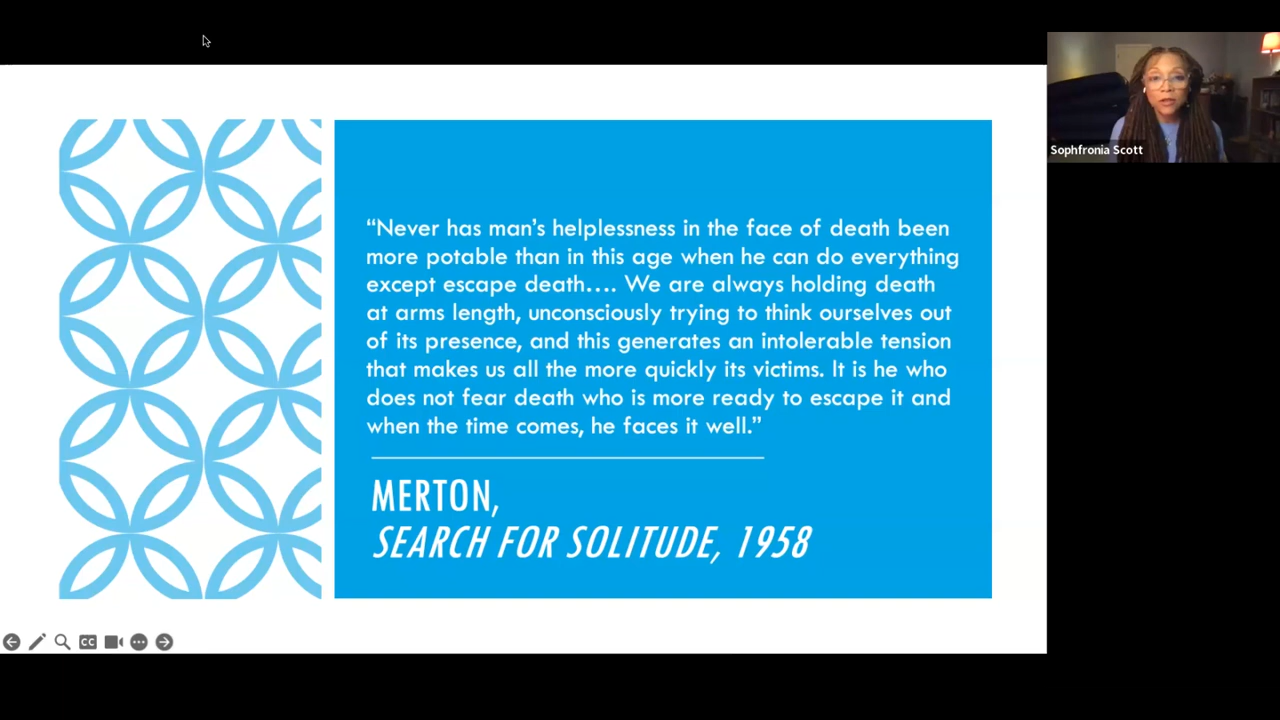 “Never has man’s helplessness in the face of death been
more potable than in this age when he can do everything
except escape death…. We are always holding death
at arms length, unconsciously trying to think ourselves out
of its presence, and this generates an intolerable tension
that makes us all the more quickly its victims. It is he who
does not fear death who is more ready to escape it and
when the time comes, he faces it well.”
MERTON,
SEARCH FOR SOLITUDE, 1958
Sophfronia Scott
CC